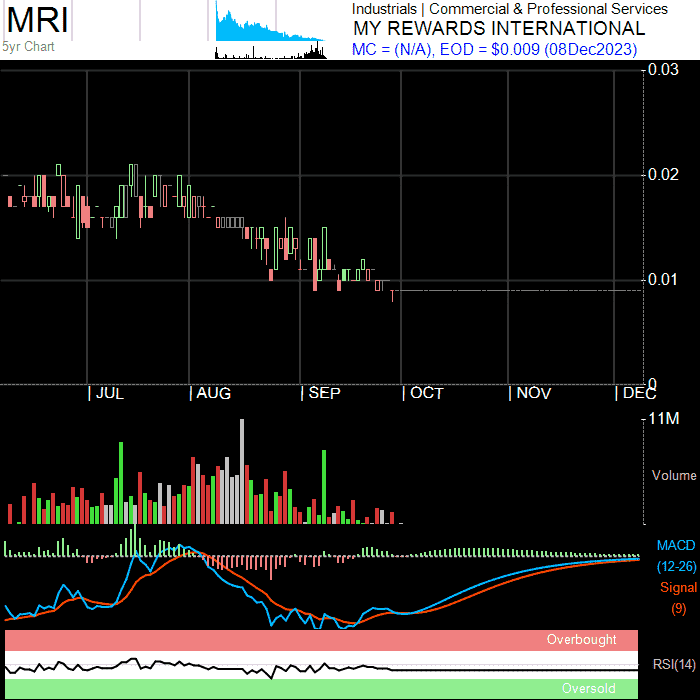 MRI
5yr Chart
Industrials | Commercial & Professional Services
MY REWARDS INTERNATIONAL
MC = (N/A), EOD = $0.009 (08Dec2023)
0.03
0.02
0.01
0
JUL
AUG
SEP
OCT
NOV
DEC
11M
Volume
MACD
(12-26)
Signal
(9)
Overbought
RSI(14)
Oversold